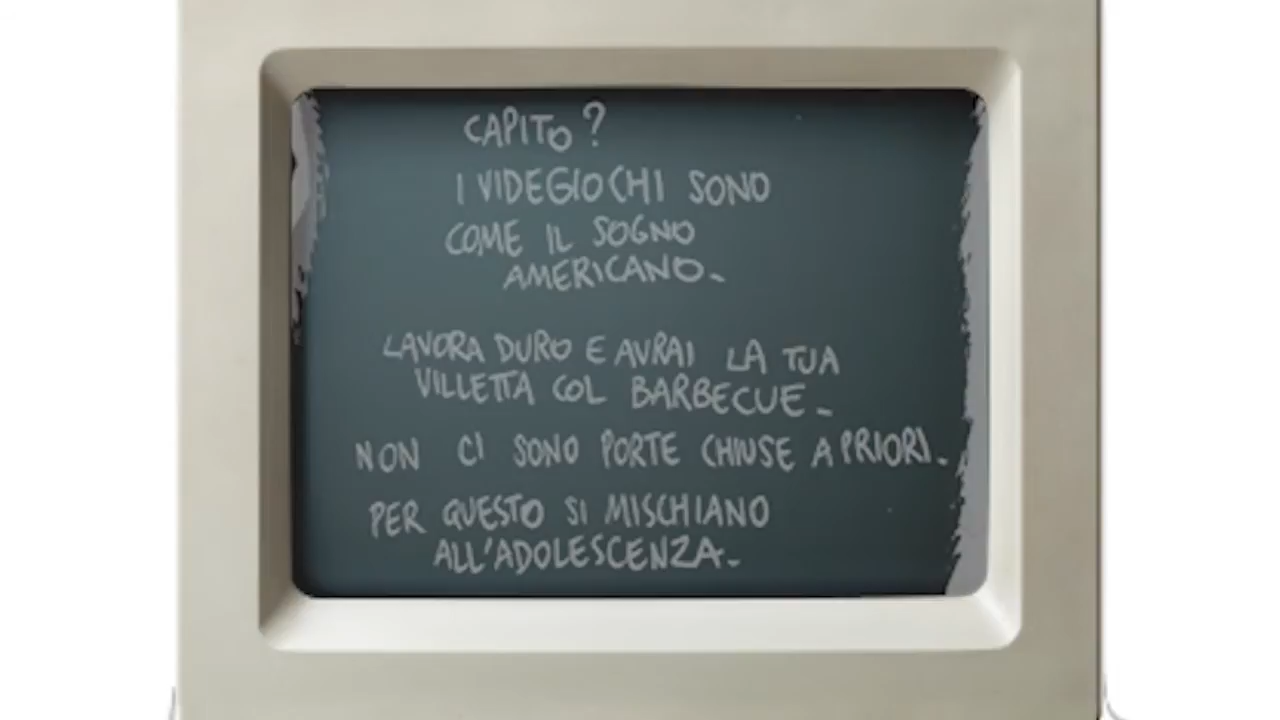 CAPITO?
I VIDEGIOCHI SONO
COME IL SOGNO
AMERICANO.
LAVORA DURO E AVRAI LA TUA
VILLETTA COL BARBECUE.
NON CI SONO PORTE CHIUSE A PRIORI.
PER QUESTO SI MISCHIANO
ALL'ADOLESCENZA.